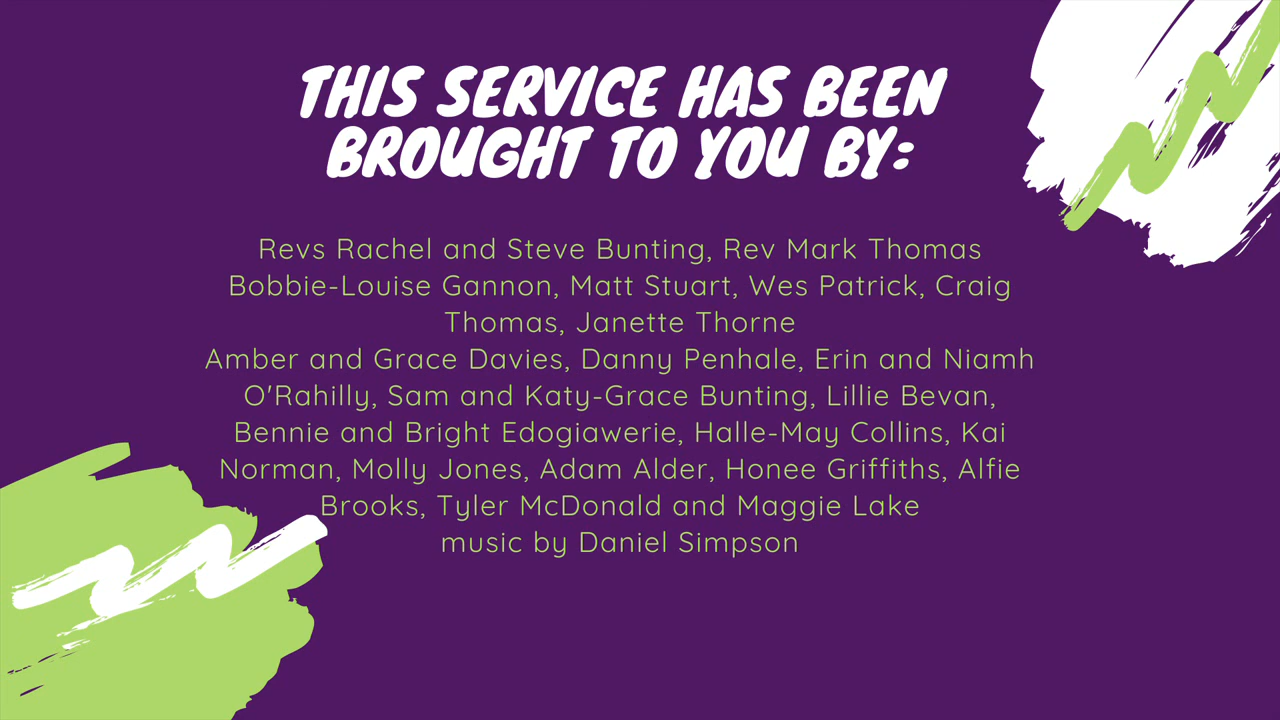 THIS SERVICE HAS BEEN
BROUGHT TO YOU BY:
Revs Rachel and Steve Bunting, Rev Mark Thomas
Bobbie-Louise Gannon, Matt Stuart, Wes Patrick, Craig
Thomas, Janette Thorne
Amber and Grace Davies, Danny Penhale, Erin and Niamh
O'Rahilly, Sam and Katy-Grace Bunting, Lillie Bevan,
Bennie and Bright Edogiawerie, Halle-May Collins, Kai
Norman, Molly Jones, Adam Alder, Honee Griffiths, Alfie
Brooks, Tyler McDonald and Maggie Lake
music by Daniel Simpson